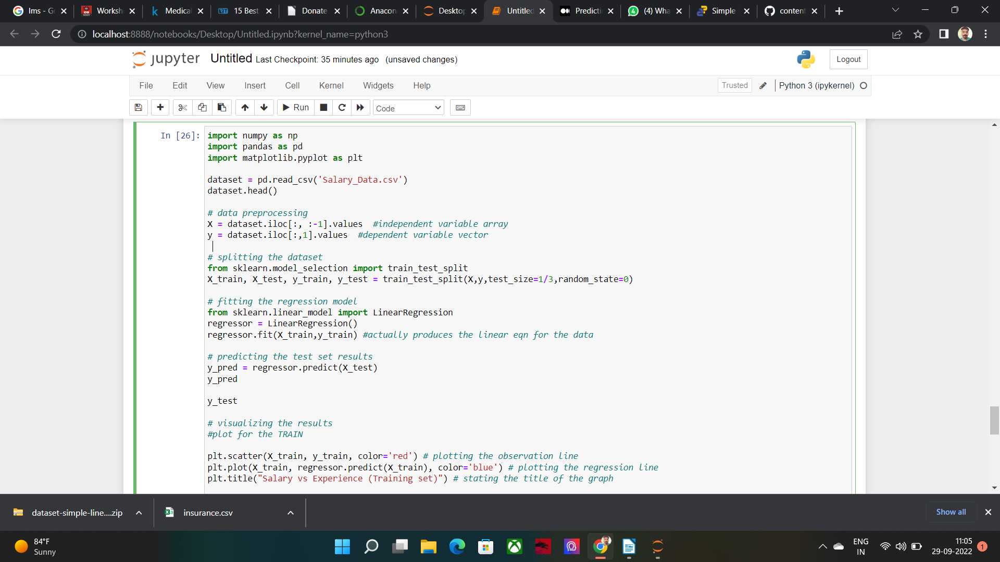 Ims - Go
Worksh
Medical
15 Best
Donate
Anacon
Desktop
Untitled
Predicti
(4) Wha
Simple
content
localhost:8888/notebooks/Desktop/Untitled.ipynb?kernel_name=python3
jupyter Untitled Last Checkpoint: 35 minutes ago (unsaved changes)
Logout
File Edit View Insert Cell Kernel Widgets Help
Trusted
Python 3 (ipykernel)
Run
Code
In [26]:
import numpy as np
import pandas as pd
import matplotlib.pyplot as plt
dataset = pd.read_csv('Salary_Data.csv')
dataset.head()
# data preprocessing
X = dataset.iloc[:, :-1].values  #independent variable array
y = dataset.iloc[:,1].values  #dependent variable vector
# splitting the dataset
from sklearn.model_selection import train_test_split
X_train, X_test, y_train, y_test = train_test_split(X,y,test_size=1/3,random_state=0)
# fitting the regression model
from sklearn.linear_model import LinearRegression
regressor = LinearRegression()
regressor.fit(X_train,y_train) #actually produces the linear eqn for the data
# predicting the test set results
y_pred = regressor.predict(X_test)
y_pred
y_test
# visualizing the results
#plot for the TRAIN
plt.scatter(X_train, y_train, color='red') # plotting the observation line
plt.plot(X_train, regressor.predict(X_train), color='blue') # plotting the regression line
plt.title("Salary vs Experience (Training set)") # stating the title of the graph
dataset-simple-line....zip
insurance.csv
Show all
84°F
Sunny
ENG
IN
11:05
29-09-2022
1